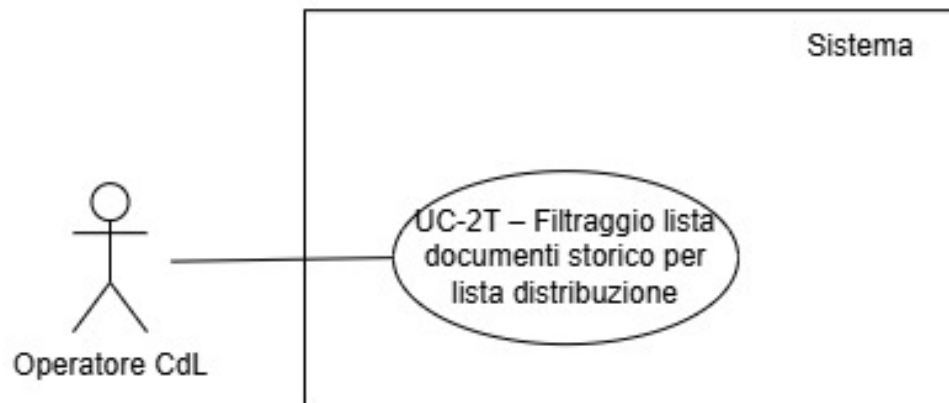 Sistema
UC-2T – Filtraggio lista
documenti storico per
lista distribuzione
Operatore CdL